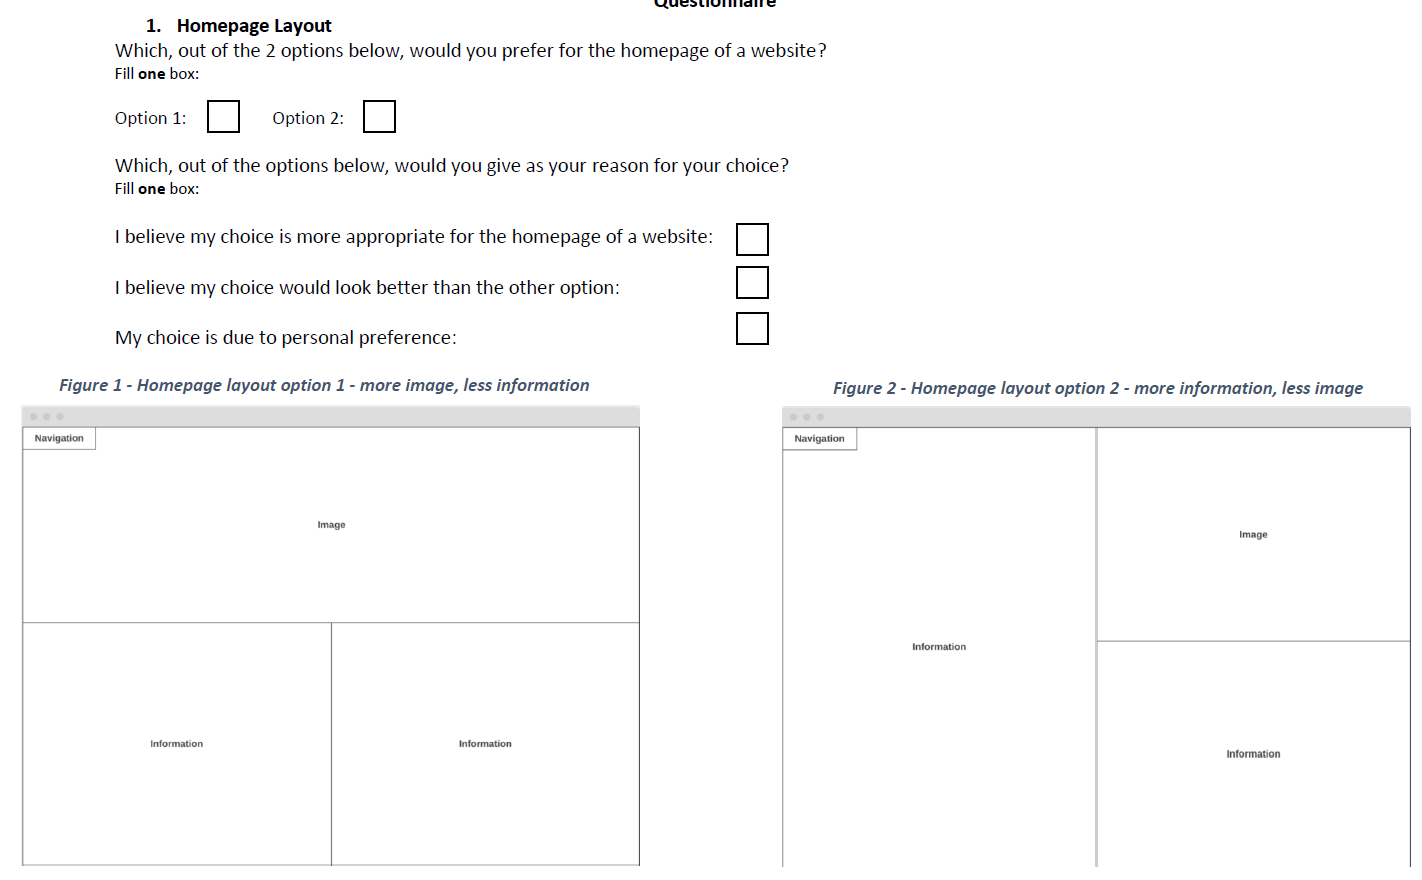 Questionnaire
1. Homepage Layout
Which, out of the 2 options below, would you prefer for the homepage of a website?
Fill one box:
Option 1: Option 2:
Which, out of the options below, would you give as your reason for your choice?
Fill one box:
I believe my choice is more appropriate for the homepage of a website:
I believe my choice would look better than the other option:
My choice is due to personal preference:
Figure 1 - Homepage layout option 1 - more image, less information
Navigation
Image
Information
Information
Figure 2 - Homepage layout option 2 - more information, less image
Navigation
Image
Information
Information